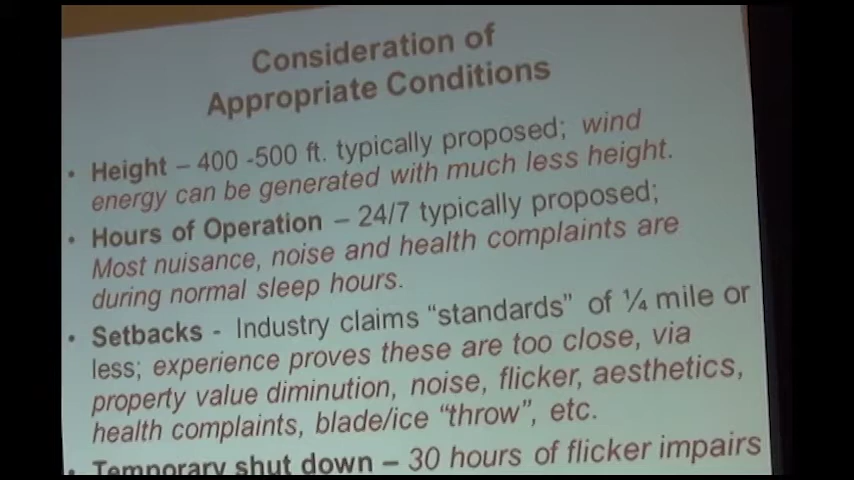 Consideration of
Appropriate Conditions
• Height – 400 -500 ft. typically proposed; wind
energy can be generated with much less height.
• Hours of Operation – 24/7 typically proposed;
Most nuisance, noise and health complaints are
during normal sleep hours.
• Setbacks - Industry claims “standards” of ¼ mile or
less; experience proves these are too close, via
property value diminution, noise, flicker, aesthetics,
health complaints, blade/ice “throw”, etc.
• Temporary shut down – 30 hours of flicker impairs